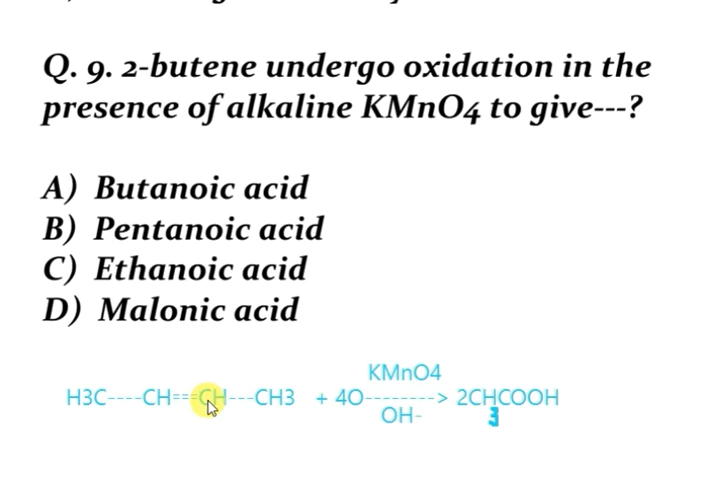 Q. 9. 2-butene undergo oxidation in the
presence of alkaline KMnO4 to give---?
A) Butanoic acid
B) Pentanoic acid
C) Ethanoic acid
D) Malonic acid
KMnO4
H3C----CH===CH---CH3 + 4O--------> 2CHCOOH
OH-
3